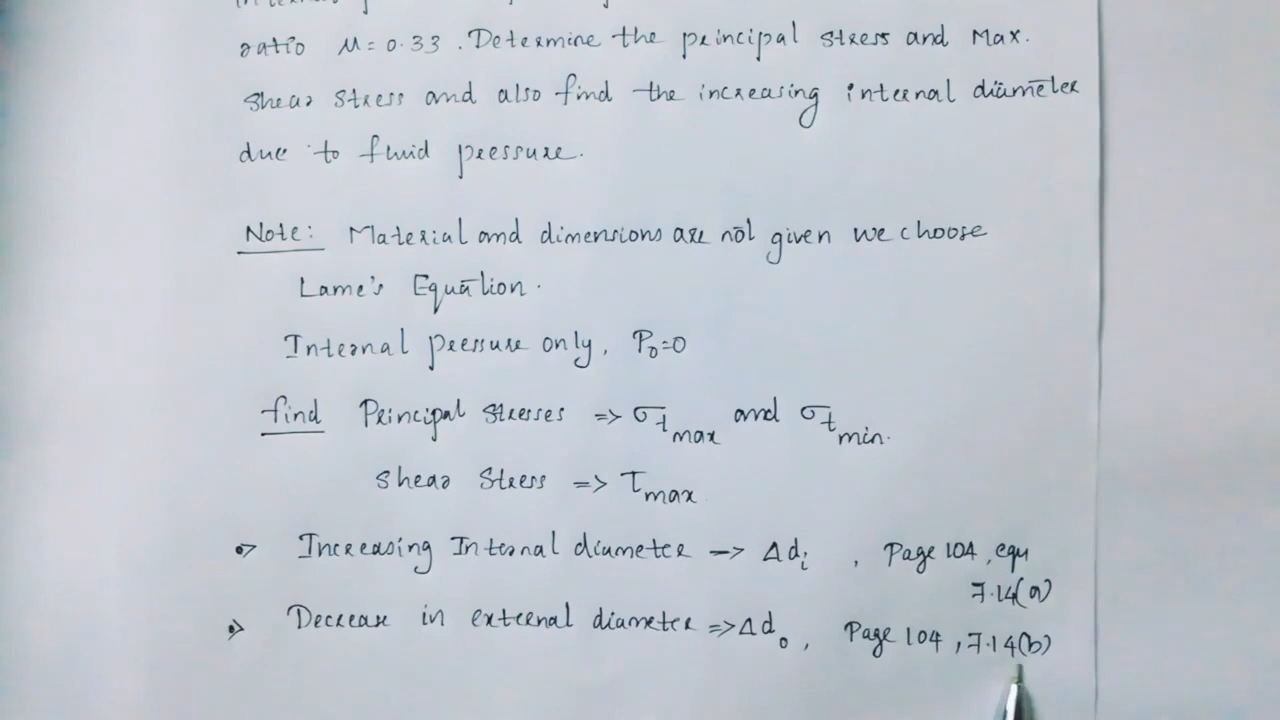 ratio μ = 0.33 . Determine the principal stress and Max.
Shear Stress and also find the increasing internal diameter
due to fluid pressure.
Note: Material and dimensions are not given we choose
Lame's Equation.
Internal pressure only, P₀=0
find Principal stresses => σt max and σt min.
Shear Stress => τmax
Increasing Internal diameter -> Δdi , Page 104, equ
7.14(a)
Decrease in external diameter => Δd₀, Page 104, 7.14(b)